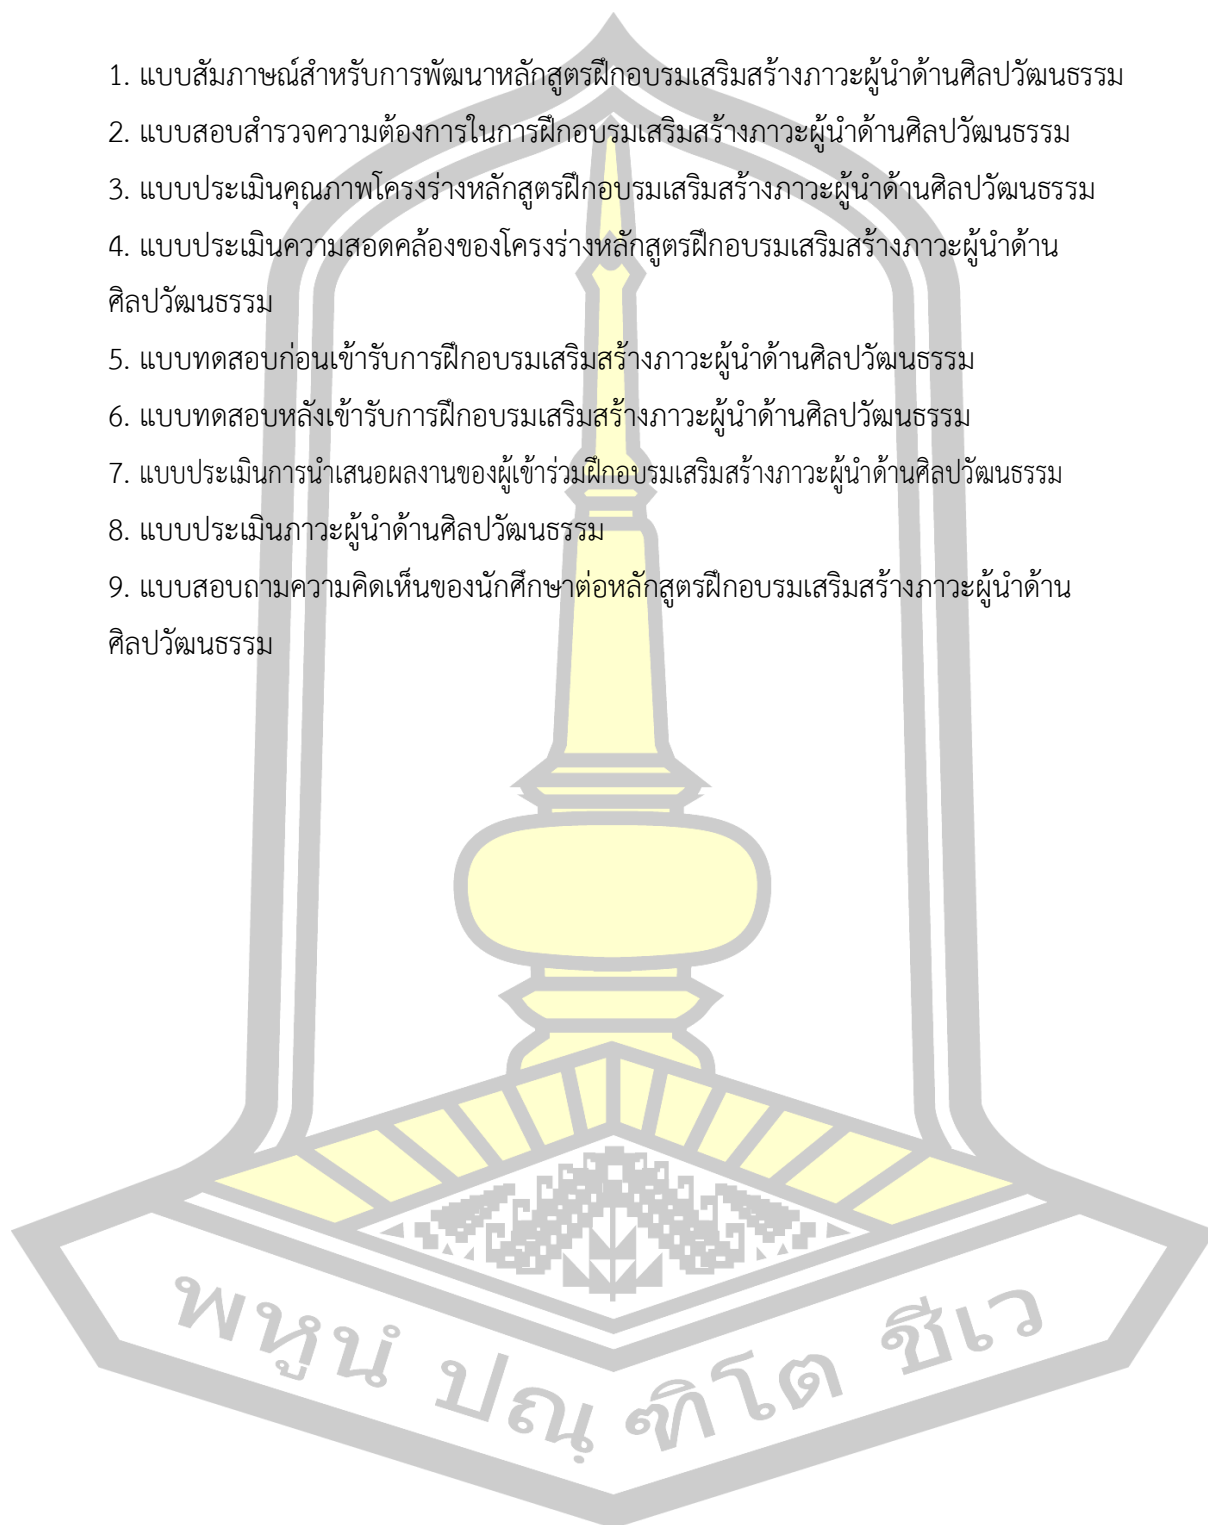 1. แบบสัมภาษณ์สำหรับการพัฒนาหลักสูตรฝึกอบรมเสริมสร้างภาวะผู้นำด้านศิลปวัฒนธรรม
2. แบบสอบสำรวจความต้องการในการฝึกอบรมเสริมสร้างภาวะผู้นำด้านศิลปวัฒนธรรม
3. แบบประเมินคุณภาพโครงร่างหลักสูตรฝึกอบรมเสริมสร้างภาวะผู้นำด้านศิลปวัฒนธรรม
4. แบบประเมินความสอดคล้องของโครงร่างหลักสูตรฝึกอบรมเสริมสร้างภาวะผู้นำด้าน
ศิลปวัฒนธรรม
5. แบบทดสอบก่อนเข้ารับการฝึกอบรมเสริมสร้างภาวะผู้นำด้านศิลปวัฒนธรรม
6. แบบทดสอบหลังเข้ารับการฝึกอบรมเสริมสร้างภาวะผู้นำด้านศิลปวัฒนธรรม
7. แบบประเมินการนำเสนอผลงานของผู้เข้าร่วมฝึกอบรมเสริมสร้างภาวะผู้นำด้านศิลปวัฒนธรรม
8. แบบประเมินภาวะผู้นำด้านศิลปวัฒนธรรม
9. แบบสอบถามความคิดเห็นของนักศึกษาต่อหลักสูตรฝึกอบรมเสริมสร้างภาวะผู้นำด้าน
ศิลปวัฒนธรรม
พหูนํ ปณฺ ฑิโต ชีเว